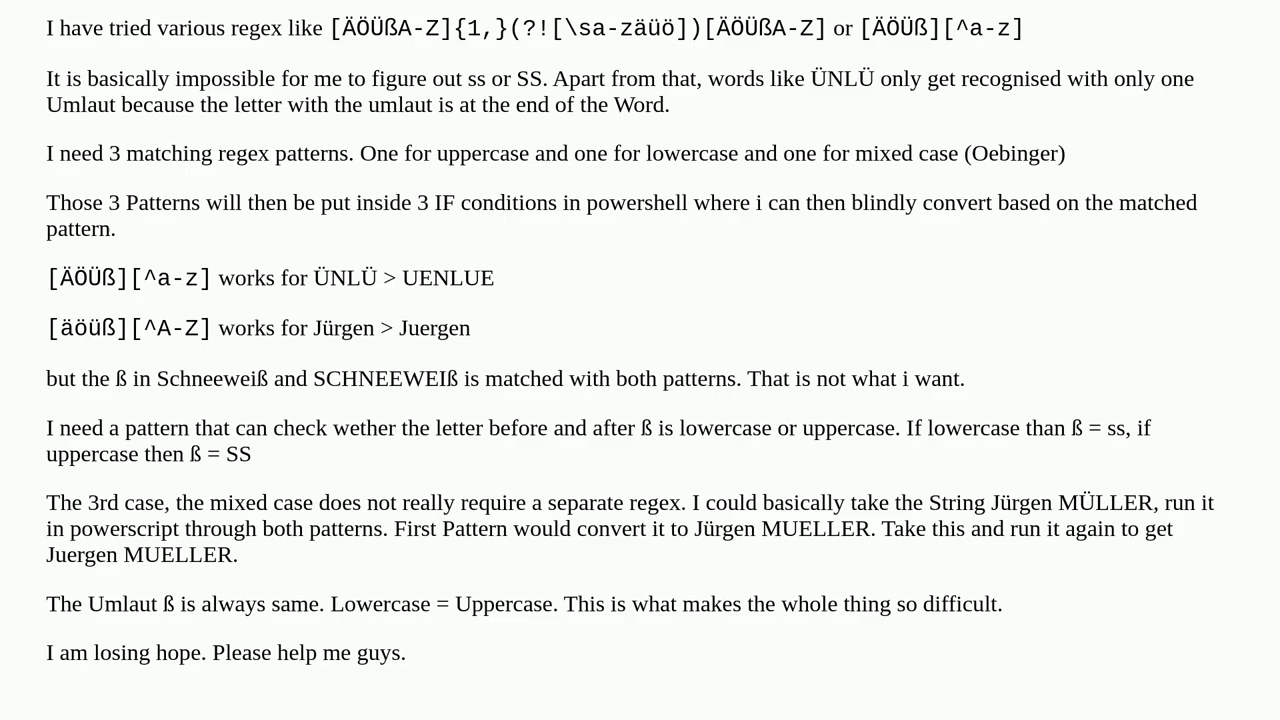 I have tried various regex like [ÄÖÜßA-Z]{1,}(?![\sa-zäüö])[ÄÖÜßA-Z] or [ÄÖÜß][^a-z]
It is basically impossible for me to figure out ss or SS. Apart from that, words like ÜNLÜ only get recognised with only one
Umlaut because the letter with the umlaut is at the end of the Word.
I need 3 matching regex patterns. One for uppercase and one for lowercase and one for mixed case (Oebinger)
Those 3 Patterns will then be put inside 3 IF conditions in powershell where i can then blindly convert based on the matched
pattern.
[ÄÖÜß][^a-z] works for ÜNLÜ > UENLUE
[äöüß][^A-Z] works for Jürgen > Juergen
but the ß in Schneeweiß and SCHNEEWEIß is matched with both patterns. That is not what i want.
I need a pattern that can check wether the letter before and after ß is lowercase or uppercase. If lowercase than ß = ss, if
uppercase then ß = SS
The 3rd case, the mixed case does not really require a separate regex. I could basically take the String Jürgen MÜLLER, run it
in powerscript through both patterns. First Pattern would convert it to Jürgen MUELLER. Take this and run it again to get
Juergen MUELLER.
The Umlaut ß is always same. Lowercase = Uppercase. This is what makes the whole thing so difficult.
I am losing hope. Please help me guys.